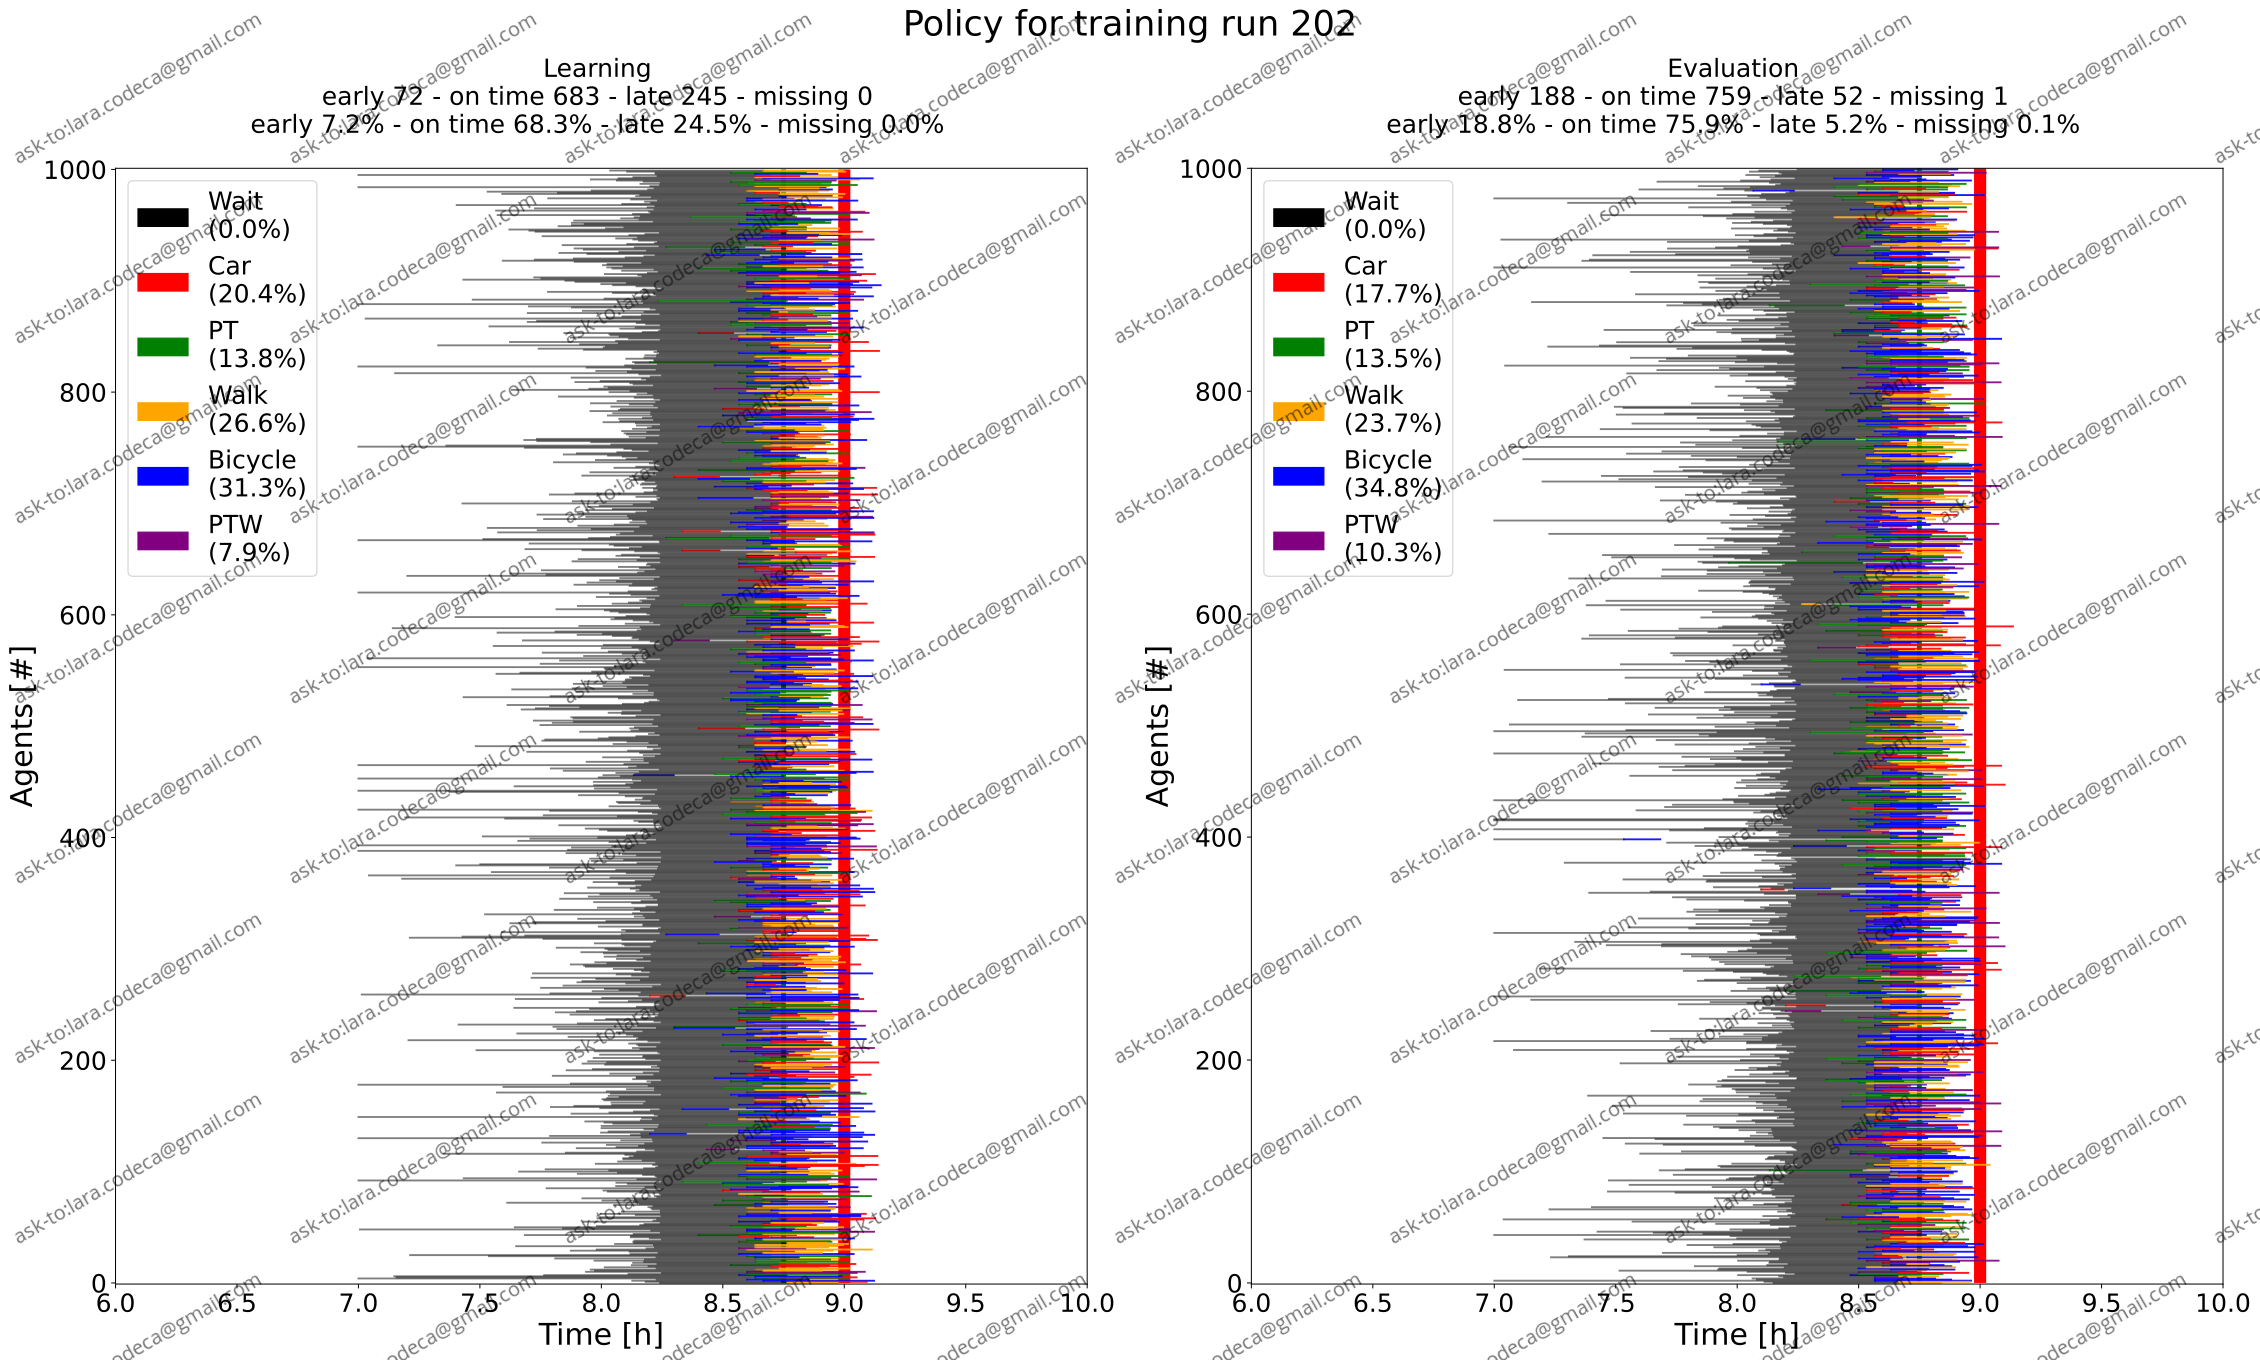 Policy for training run 202
Learning
early 72 - on time 683 - late 245 - missing 0
early 7.2% - on time 68.3% - late 24.5% - missing 0.0%
1000
800
600
400
200
0
Agents [#]
Wait
(0.0%)
Car
(20.4%)
PT
(13.8%)
Walk
(26.6%)
Bicycle
(31.3%)
PTW
(7.9%)
6.0 6.5 7.0 7.5 8.0 8.5 9.0 9.5 10.0
Time [h]
Evaluation
early 188 - on time 759 - late 52 - missing 1
early 18.8% - on time 75.9% - late 5.2% - missing 0.1%
1000
800
600
400
200
0
Agents [#]
Wait
(0.0%)
Car
(17.7%)
PT
(13.5%)
Walk
(23.7%)
Bicycle
(34.8%)
PTW
(10.3%)
6.0 6.5 7.0 7.5 8.0 8.5 9.0 9.5 10.0
Time [h]
ask-to:lara.codeca@gmail.com